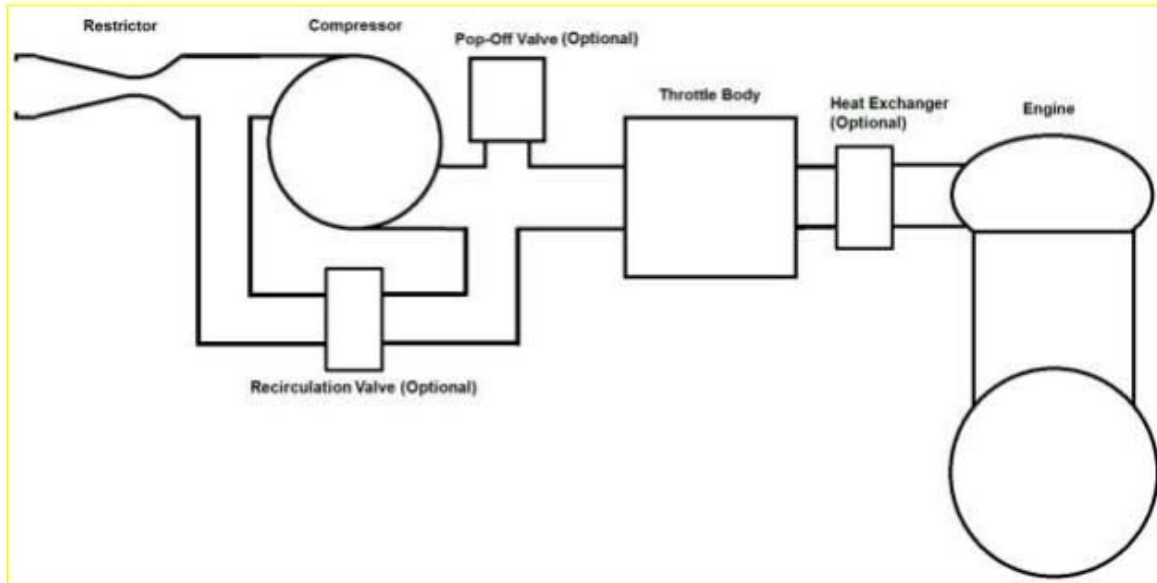 Restrictor
Compressor
Pop-Off Valve (Optional)
Throttle Body
Heat Exchanger
(Optional)
Engine
Recirculation Valve (Optional)